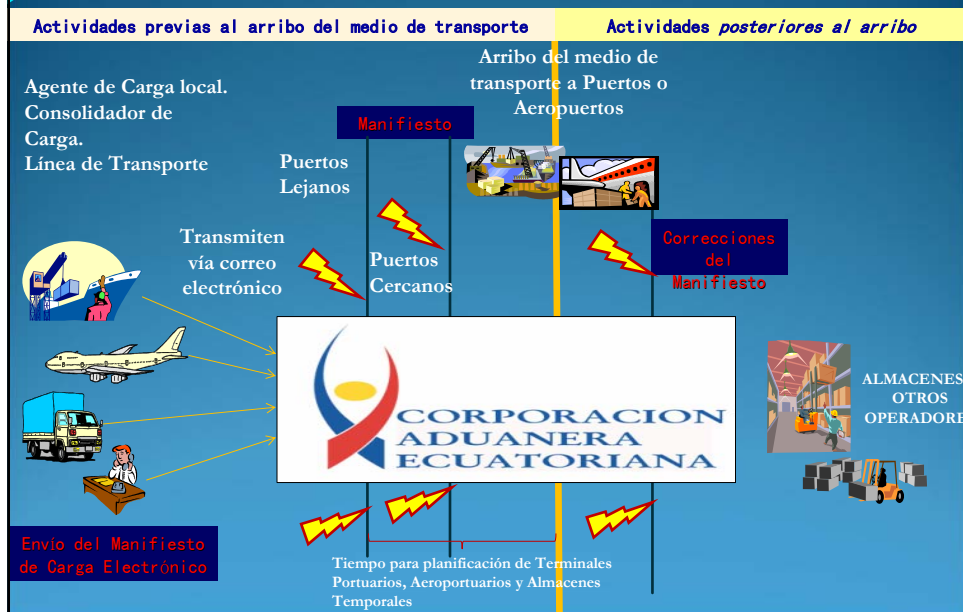 Actividades previas al arribo del medio de transporte
Actividades posteriores al arribo
Arribo del medio de
transporte a Puertos o
Aeropuertos
Agente de Carga local.
Consolidador de
Carga.
Línea de Transporte
Manifiesto
Puertos
Lejanos
Transmiten
vía correo
electrónico
Puertos
Cercanos
Correcciones
del
Manifiesto
CORPORACION
ADUANERA
ECUATORIANA
ALMACENES
OTROS
OPERADORE
Envío del Manifiesto
de Carga Electrónico
Tiempo para planificación de Terminales
Portuarios, Aeroportuarios y Almacenes
Temporales